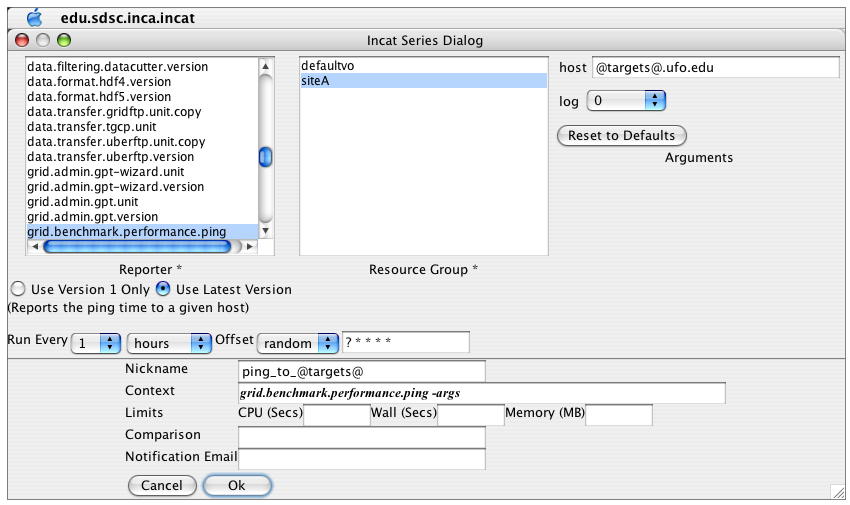 edu.sdsc.inca.incat
Incat Series Dialog
data.filtering.datacutter.version
data.format.hdf4.version
data.format.hdf5.version
data.transfer.gridftp.unit.copy
data.transfer.tgcp.unit
data.transfer.uberftp.unit.copy
data.transfer.uberftp.version
grid.admin.gpt-wizard.unit
grid.admin.gpt-wizard.version
grid.admin.gpt.unit
grid.admin.gpt.version
grid.benchmark.performance.ping
Reporter *
defaultvo
siteA
Resource Group *
host @targets@.ufo.edu
log 0
Reset to Defaults
Arguments
Use Version 1 Only Use Latest Version
(Reports the ping time to a given host)
Run Every 1 hours Offset random ? * * * *
Nickname ping_to_@targets@
Context grid.benchmark.performance.ping -args
Limits CPU (Secs) Wall (Secs) Memory (MB)
Comparison
Notification Email
Cancel Ok